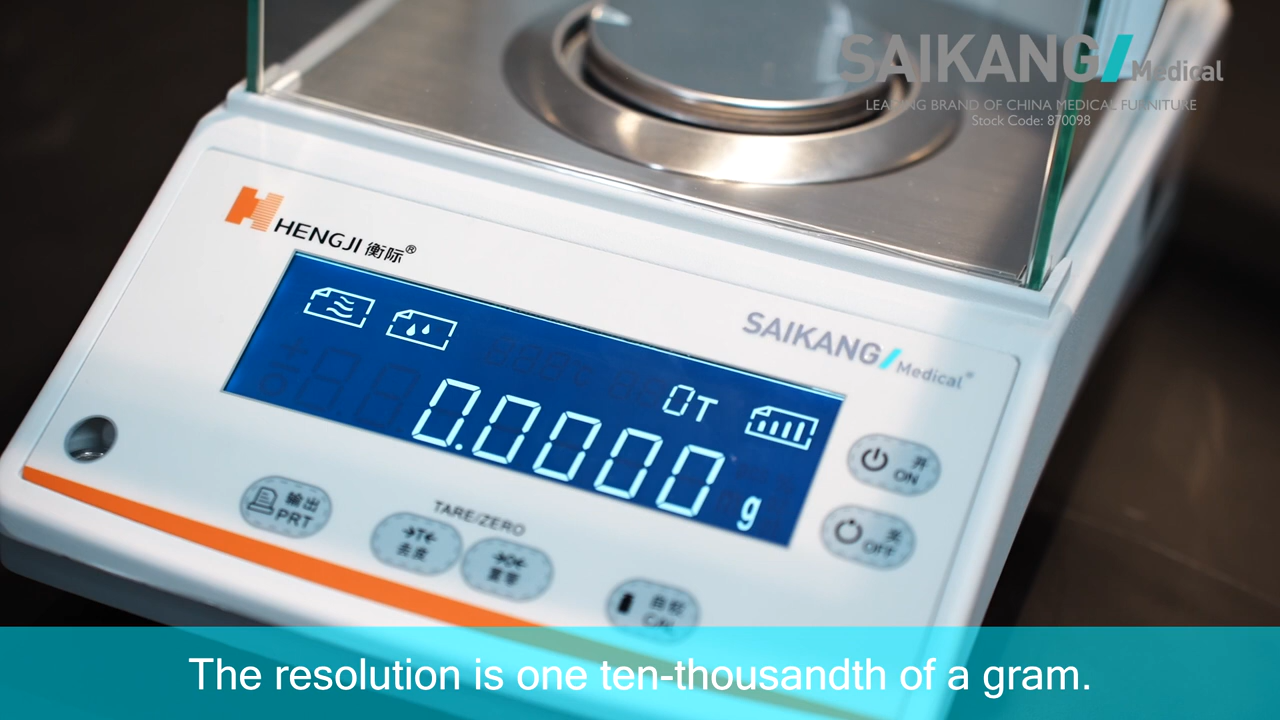 SAIKANG Medical
LEADING BRAND OF CHINA MEDICAL FURNITURE
Stock Code: 870098
HENGJI 衡际®
SAIKANG Medical®
0T
0.0000 g
开
ON
关
OFF
输出
PRT
TARE/ZERO
→T←
去皮
→0←
置零
CAL
The resolution is one ten-thousandth of a gram.